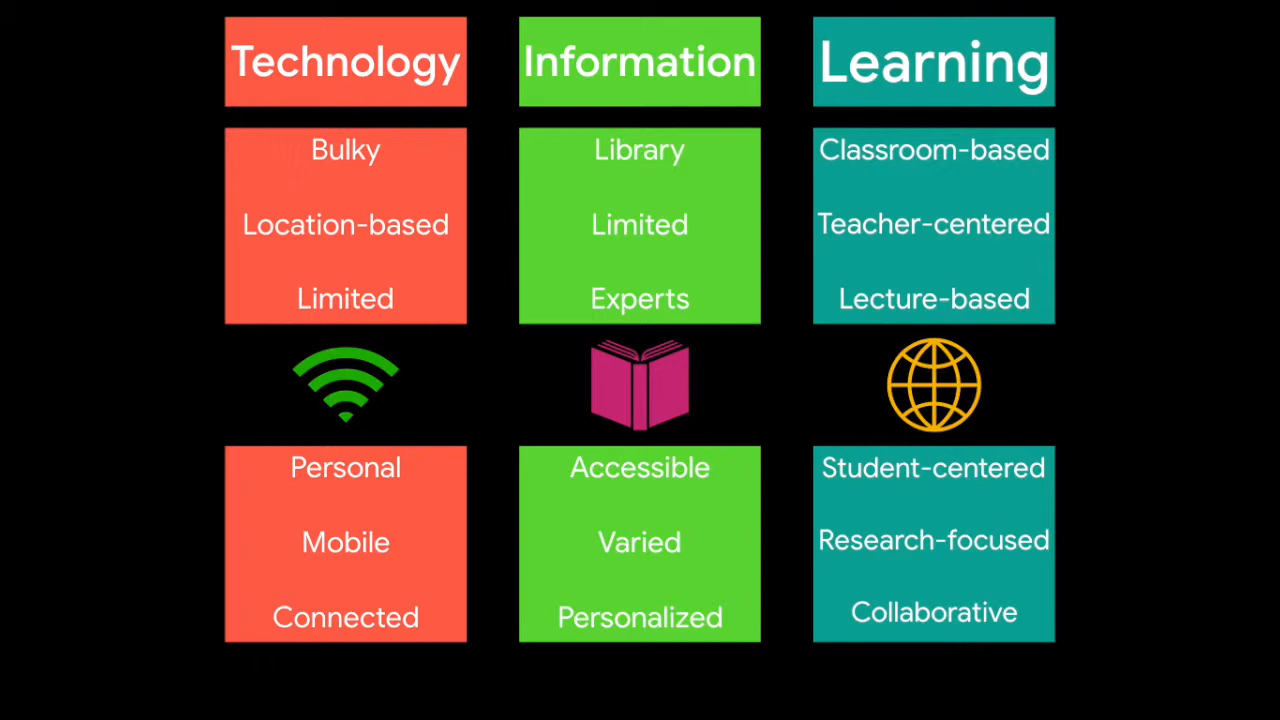 Technology
Information
Learning
Bulky
Location-based
Limited
Library
Limited
Experts
Classroom-based
Teacher-centered
Lecture-based
Personal
Mobile
Connected
Accessible
Varied
Personalized
Student-centered
Research-focused
Collaborative